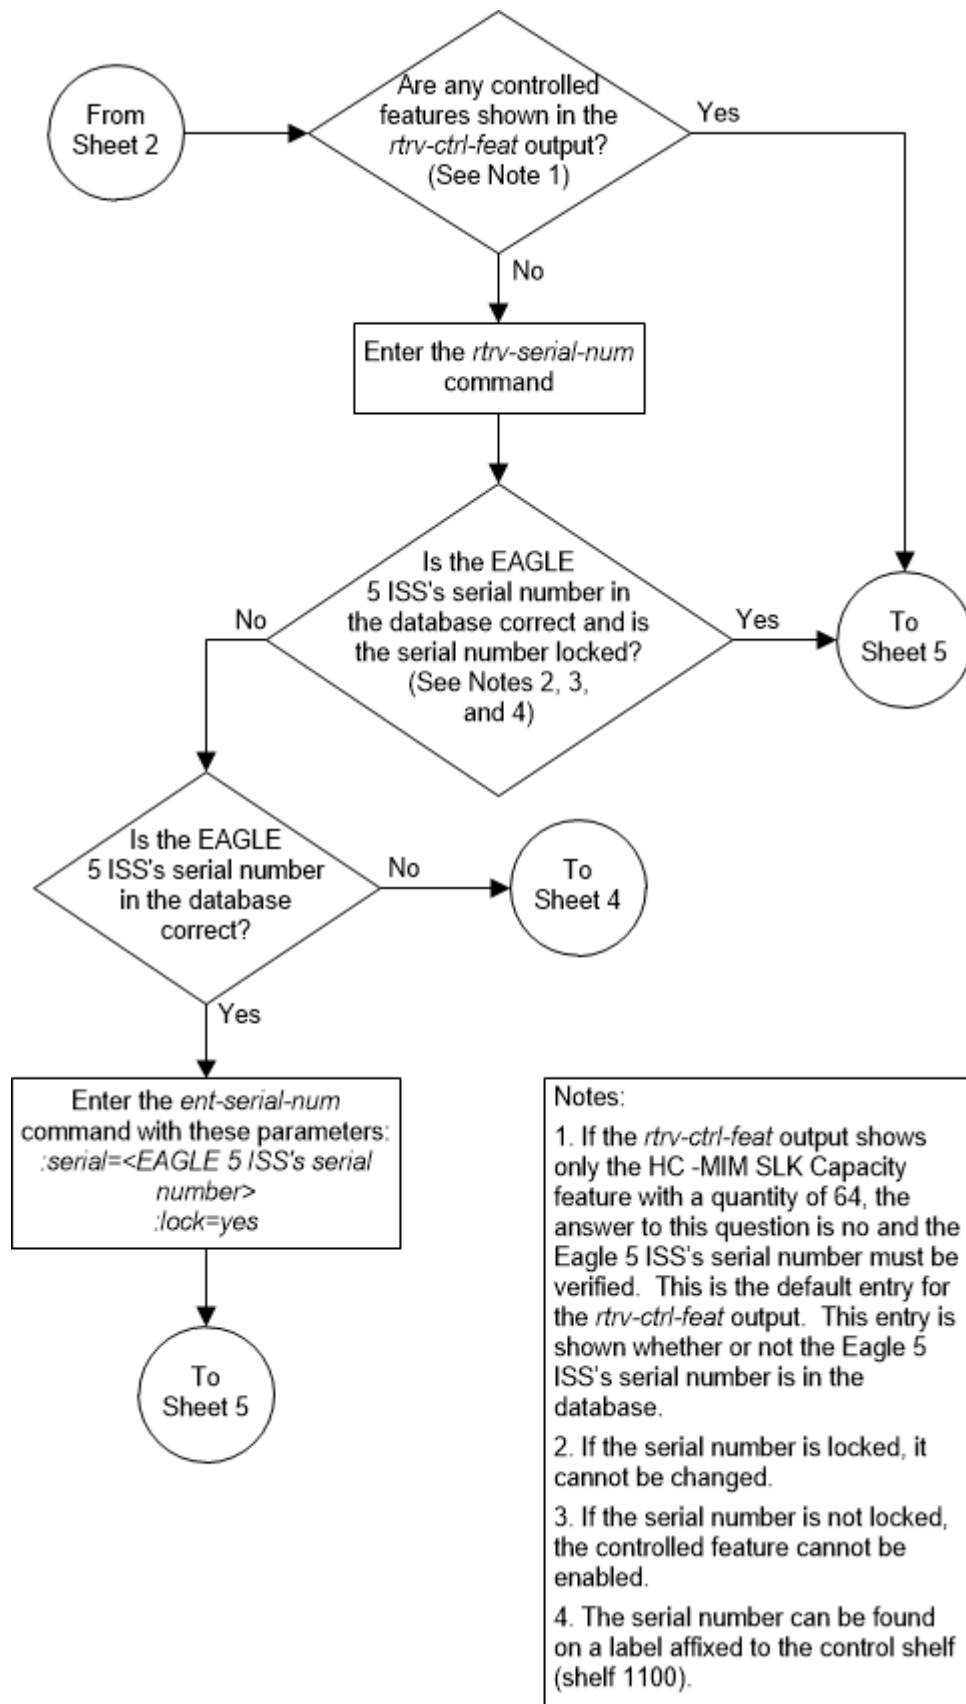 From
Sheet 2
Are any controlled
features shown in the
rtrv-ctrl-feat output?
(See Note 1)
Yes
No
Enter the rtrv-serial-num
command
Is the EAGLE
5 ISS's serial number in
the database correct and is
the serial number locked?
(See Notes 2, 3,
and 4)
No
Yes
To
Sheet 5
Is the EAGLE
5 ISS's serial number
in the database
correct?
No
To
Sheet 4
Yes
Enter the ent-serial-num
command with these parameters:
:serial=<EAGLE 5 ISS's serial
number>
:lock=yes
To
Sheet 5
Notes:
1. If the rtrv-ctrl-feat output shows
only the HC -MIM SLK Capacity
feature with a quantity of 64, the
answer to this question is no and the
Eagle 5 ISS's serial number must be
verified.  This is the default entry for
the rtrv-ctrl-feat output.  This entry is
shown whether or not the Eagle 5
ISS's serial number is in the
database.
2. If the serial number is locked, it
cannot be changed.
3. If the serial number is not locked,
the controlled feature cannot be
enabled.
4. The serial number can be found
on a label affixed to the control shelf
(shelf 1100).